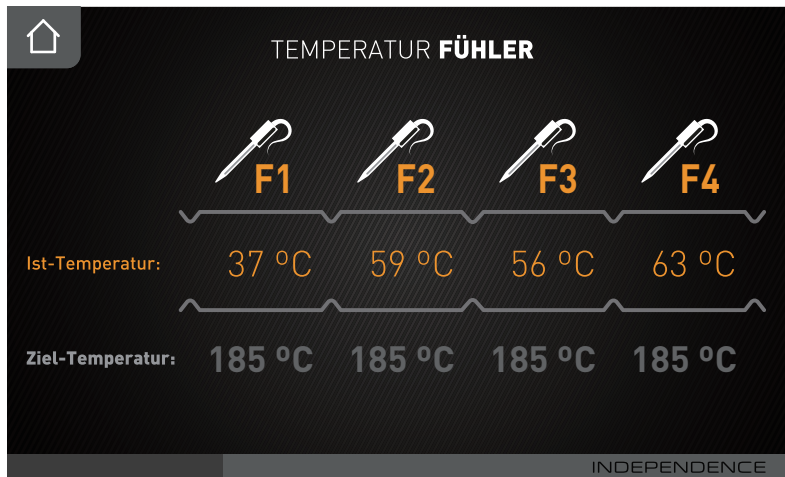 TEMPERATUR FÜHLER
F1 F2 F3 F4
Ist-Temperatur: 37 ºC 59 ºC 56 ºC 63 ºC
Ziel-Temperatur: 185 ºC 185 ºC 185 ºC 185 ºC
INDEPENDENCE